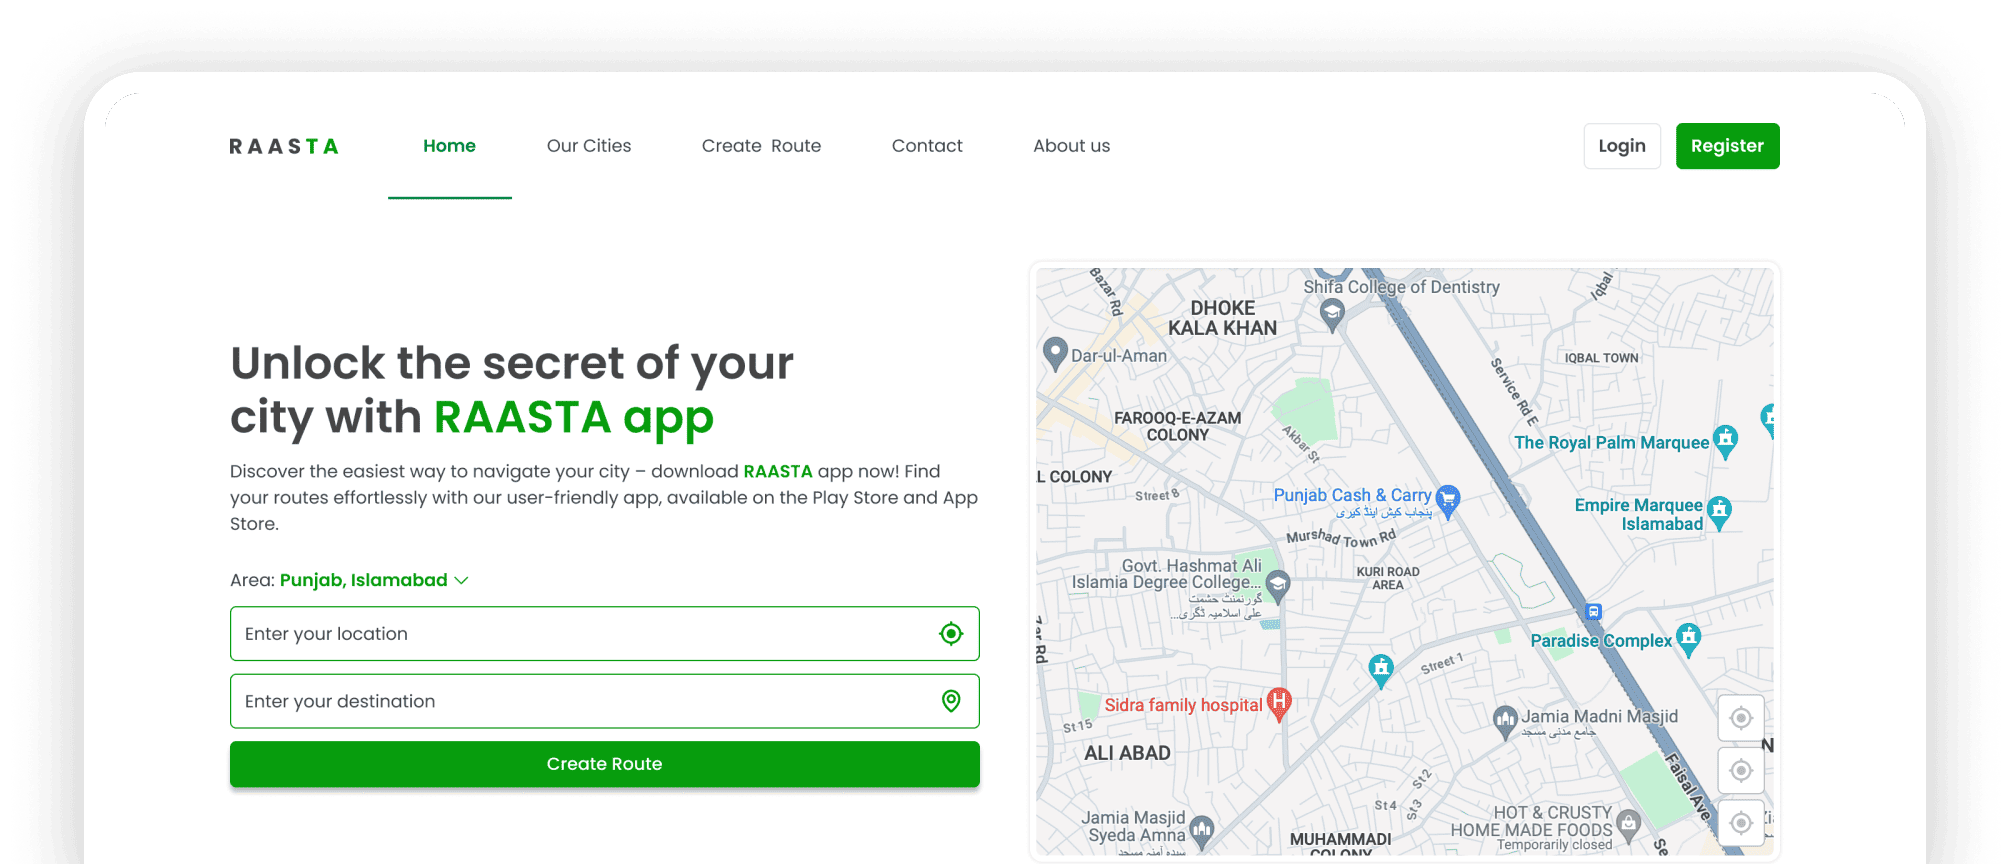 RAASTA
Home
Our Cities
Create Route
Contact
About us
Login
Register
Unlock the secret of your
city with RAASTA app
Discover the easiest way to navigate your city – download RAASTA app now! Find
your routes effortlessly with our user-friendly app, available on the Play Store and App
Store.
Area: Punjab, Islamabad
Enter your location
Enter your destination
Create Route
Bazar Rd
DHOKE
KALA KHAN
Shifa College of Dentistry
Iqbal
Dar-ul-Aman
IQBAL TOWN
Service Rd E
FAROOQ-E-AZAM
COLONY
Akbar St
The Royal Palm Marquee
L COLONY
Street 8
Punjab Cash & Carry
پنجاب کیش اینڈ کیری
Empire Marquee
Islamabad
Murshad Town Rd
Govt. Hashmat Ali
Islamia Degree College...
گورنمنٹ حشمت
علی اسلامیہ ڈگری...
KURI ROAD
AREA
Paradise Complex
Street 1
Sidra family hospital
St 15
Jamia Madni Masjid
جامع مدنی مسجد
ALI ABAD
Faisal Ave
St 2
St 4
St 3
HOT & CRUSTY
HOME MADE FOODS
Temporarily closed
Jamia Masjid
Syeda Amna
سیدہ آمنہ مسجد
MUHAMMADI
COLONY
Se